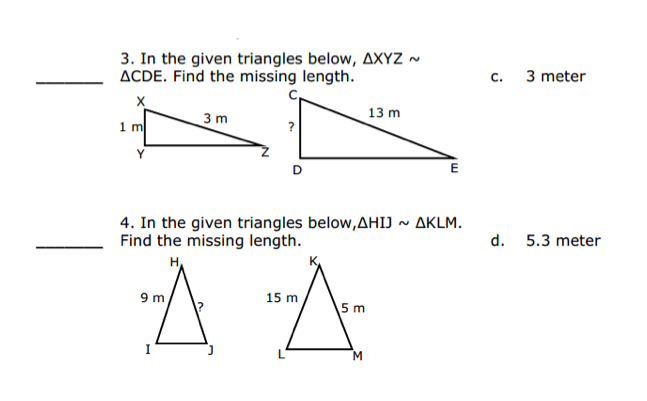 3. In the given triangles below, ΔXYZ ~
ΔCDE. Find the missing length.
c. 3 meter
X
1 m
3 m
Y
Z
C
?
13 m
D
E
4. In the given triangles below,ΔHIJ ~ ΔKLM.
Find the missing length.
d. 5.3 meter
H
9 m
?
I
J
K
15 m
5 m
L
M